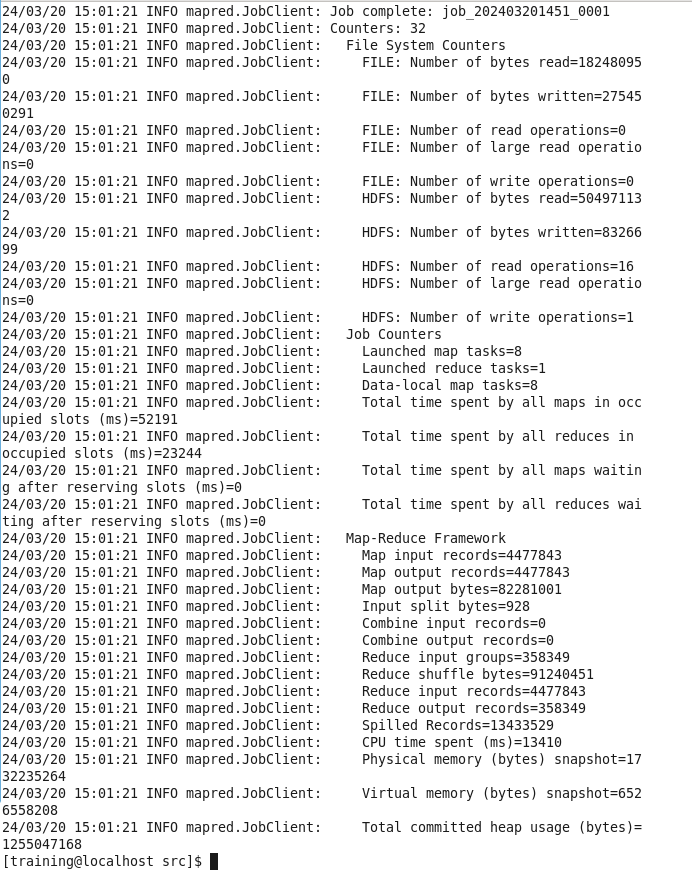 24/03/20 15:01:21 INFO mapred.JobClient: Job complete: job_202403201451_0001
24/03/20 15:01:21 INFO mapred.JobClient: Counters: 32
24/03/20 15:01:21 INFO mapred.JobClient:   File System Counters
24/03/20 15:01:21 INFO mapred.JobClient:     FILE: Number of bytes read=18248095
0
24/03/20 15:01:21 INFO mapred.JobClient:     FILE: Number of bytes written=27545
0291
24/03/20 15:01:21 INFO mapred.JobClient:     FILE: Number of read operations=0
24/03/20 15:01:21 INFO mapred.JobClient:     FILE: Number of large read operatio
ns=0
24/03/20 15:01:21 INFO mapred.JobClient:     FILE: Number of write operations=0
24/03/20 15:01:21 INFO mapred.JobClient:     HDFS: Number of bytes read=50497113
2
24/03/20 15:01:21 INFO mapred.JobClient:     HDFS: Number of bytes written=83266
99
24/03/20 15:01:21 INFO mapred.JobClient:     HDFS: Number of read operations=16
24/03/20 15:01:21 INFO mapred.JobClient:     HDFS: Number of large read operatio
ns=0
24/03/20 15:01:21 INFO mapred.JobClient:     HDFS: Number of write operations=1
24/03/20 15:01:21 INFO mapred.JobClient:   Job Counters
24/03/20 15:01:21 INFO mapred.JobClient:     Launched map tasks=8
24/03/20 15:01:21 INFO mapred.JobClient:     Launched reduce tasks=1
24/03/20 15:01:21 INFO mapred.JobClient:     Data-local map tasks=8
24/03/20 15:01:21 INFO mapred.JobClient:     Total time spent by all maps in occ
upied slots (ms)=52191
24/03/20 15:01:21 INFO mapred.JobClient:     Total time spent by all reduces in
occupied slots (ms)=23244
24/03/20 15:01:21 INFO mapred.JobClient:     Total time spent by all maps waitin
g after reserving slots (ms)=0
24/03/20 15:01:21 INFO mapred.JobClient:     Total time spent by all reduces wai
ting after reserving slots (ms)=0
24/03/20 15:01:21 INFO mapred.JobClient:   Map-Reduce Framework
24/03/20 15:01:21 INFO mapred.JobClient:     Map input records=4477843
24/03/20 15:01:21 INFO mapred.JobClient:     Map output records=4477843
24/03/20 15:01:21 INFO mapred.JobClient:     Map output bytes=82281001
24/03/20 15:01:21 INFO mapred.JobClient:     Input split bytes=928
24/03/20 15:01:21 INFO mapred.JobClient:     Combine input records=0
24/03/20 15:01:21 INFO mapred.JobClient:     Combine output records=0
24/03/20 15:01:21 INFO mapred.JobClient:     Reduce input groups=358349
24/03/20 15:01:21 INFO mapred.JobClient:     Reduce shuffle bytes=91240451
24/03/20 15:01:21 INFO mapred.JobClient:     Reduce input records=4477843
24/03/20 15:01:21 INFO mapred.JobClient:     Reduce output records=358349
24/03/20 15:01:21 INFO mapred.JobClient:     Spilled Records=13433529
24/03/20 15:01:21 INFO mapred.JobClient:     CPU time spent (ms)=13410
24/03/20 15:01:21 INFO mapred.JobClient:     Physical memory (bytes) snapshot=17
32235264
24/03/20 15:01:21 INFO mapred.JobClient:     Virtual memory (bytes) snapshot=652
6558208
24/03/20 15:01:21 INFO mapred.JobClient:     Total committed heap usage (bytes)=
1255047168
[training@localhost src]$